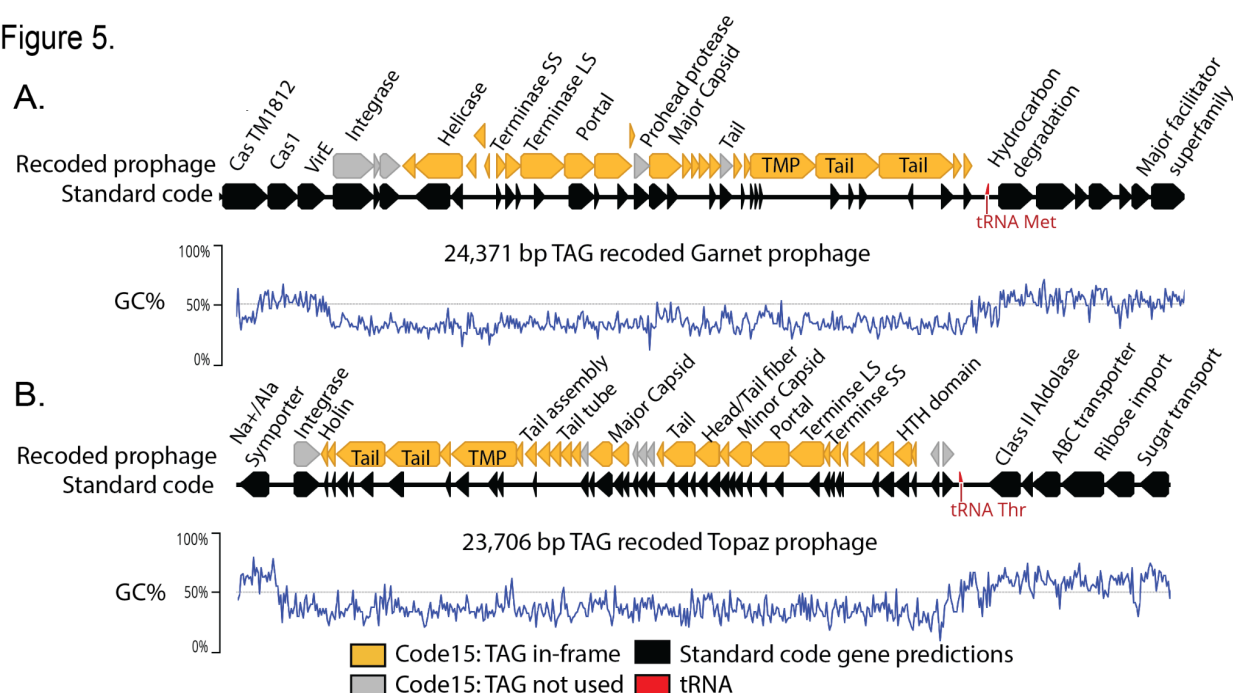 Figure 5.
A.
Cas TM1812
Cas1
VirE
Integrase
Helicase
Terminase SS
Terminase LS
Portal
Prohead protease
Major Capsid
Tail
Hydrocarbon
degradation
Major facilitator
superfamily
Recoded prophage
TMP
Tail
Tail
Standard code
tRNA Met
24,371 bp TAG recoded Garnet prophage
100%
GC%
50%
0%
B.
Na+/Ala
Symporter
Integrase
Holin
Tail assembly
Tail tube
Major Capsid
Tail
Head/Tail fiber
Minor Capsid
Portal
Terminse LS
Terminse SS
HTH domain
Class II Aldolase
ABC transporter
Ribose import
Sugar transport
Recoded prophage
Tail
Tail
TMP
Standard code
tRNA Thr
23,706 bp TAG recoded Topaz prophage
100%
GC%
50%
0%
Code15: TAG in-frame
Standard code gene predictions
Code15: TAG not used
tRNA